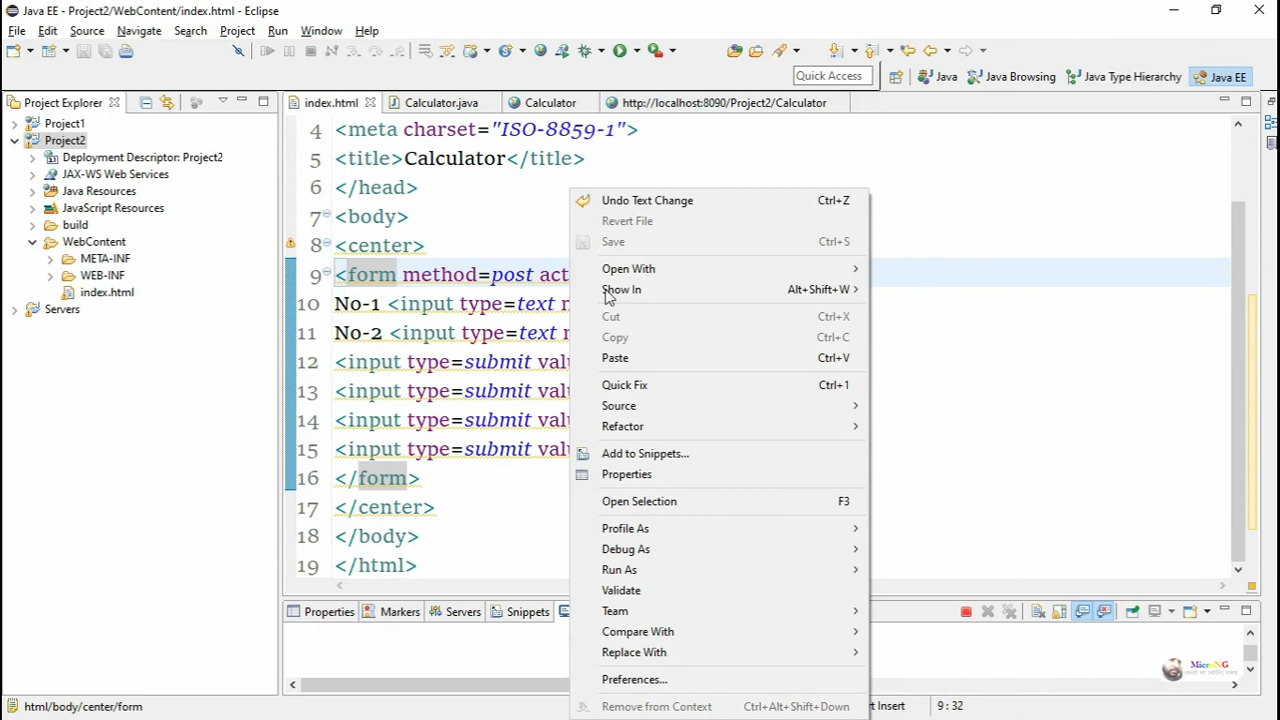 Java EE - Project2/WebContent/index.html - Eclipse
File Edit Source Navigate Search Project Run Window Help
Quick Access
Java
Java Browsing
Java Type Hierarchy
Java EE
Project Explorer
Project1
Project2
Deployment Descriptor: Project2
JAX-WS Web Services
Java Resources
JavaScript Resources
build
WebContent
META-INF
WEB-INF
index.html
Servers
index.html
Calculator.java
Calculator
http://localhost:8090/Project2/Calculator
4 <meta charset="ISO-8859-1">
5 <title>Calculator</title>
6 </head>
7 <body>
8 <center>
9 <form method=post act
10 No-1 <input type=text n
11 No-2 <input type=text n
12 <input type=submit valu
13 <input type=submit valu
14 <input type=submit valu
15 <input type=submit valu
16 </form>
17 </center>
18 </body>
19 </html>
Undo Text Change Ctrl+Z
Revert File
Save Ctrl+S
Open With
Show In Alt+Shift+W
Cut Ctrl+X
Copy Ctrl+C
Paste Ctrl+V
Quick Fix Ctrl+1
Source
Refactor
Add to Snippets...
Properties
Open Selection F3
Profile As
Debug As
Run As
Validate
Team
Compare With
Replace With
Preferences...
Remove from Context Ctrl+Alt+Shift+Down
Properties
Markers
Servers
Snippets
MicroNG
html/body/center/form
rt Insert
9 : 32